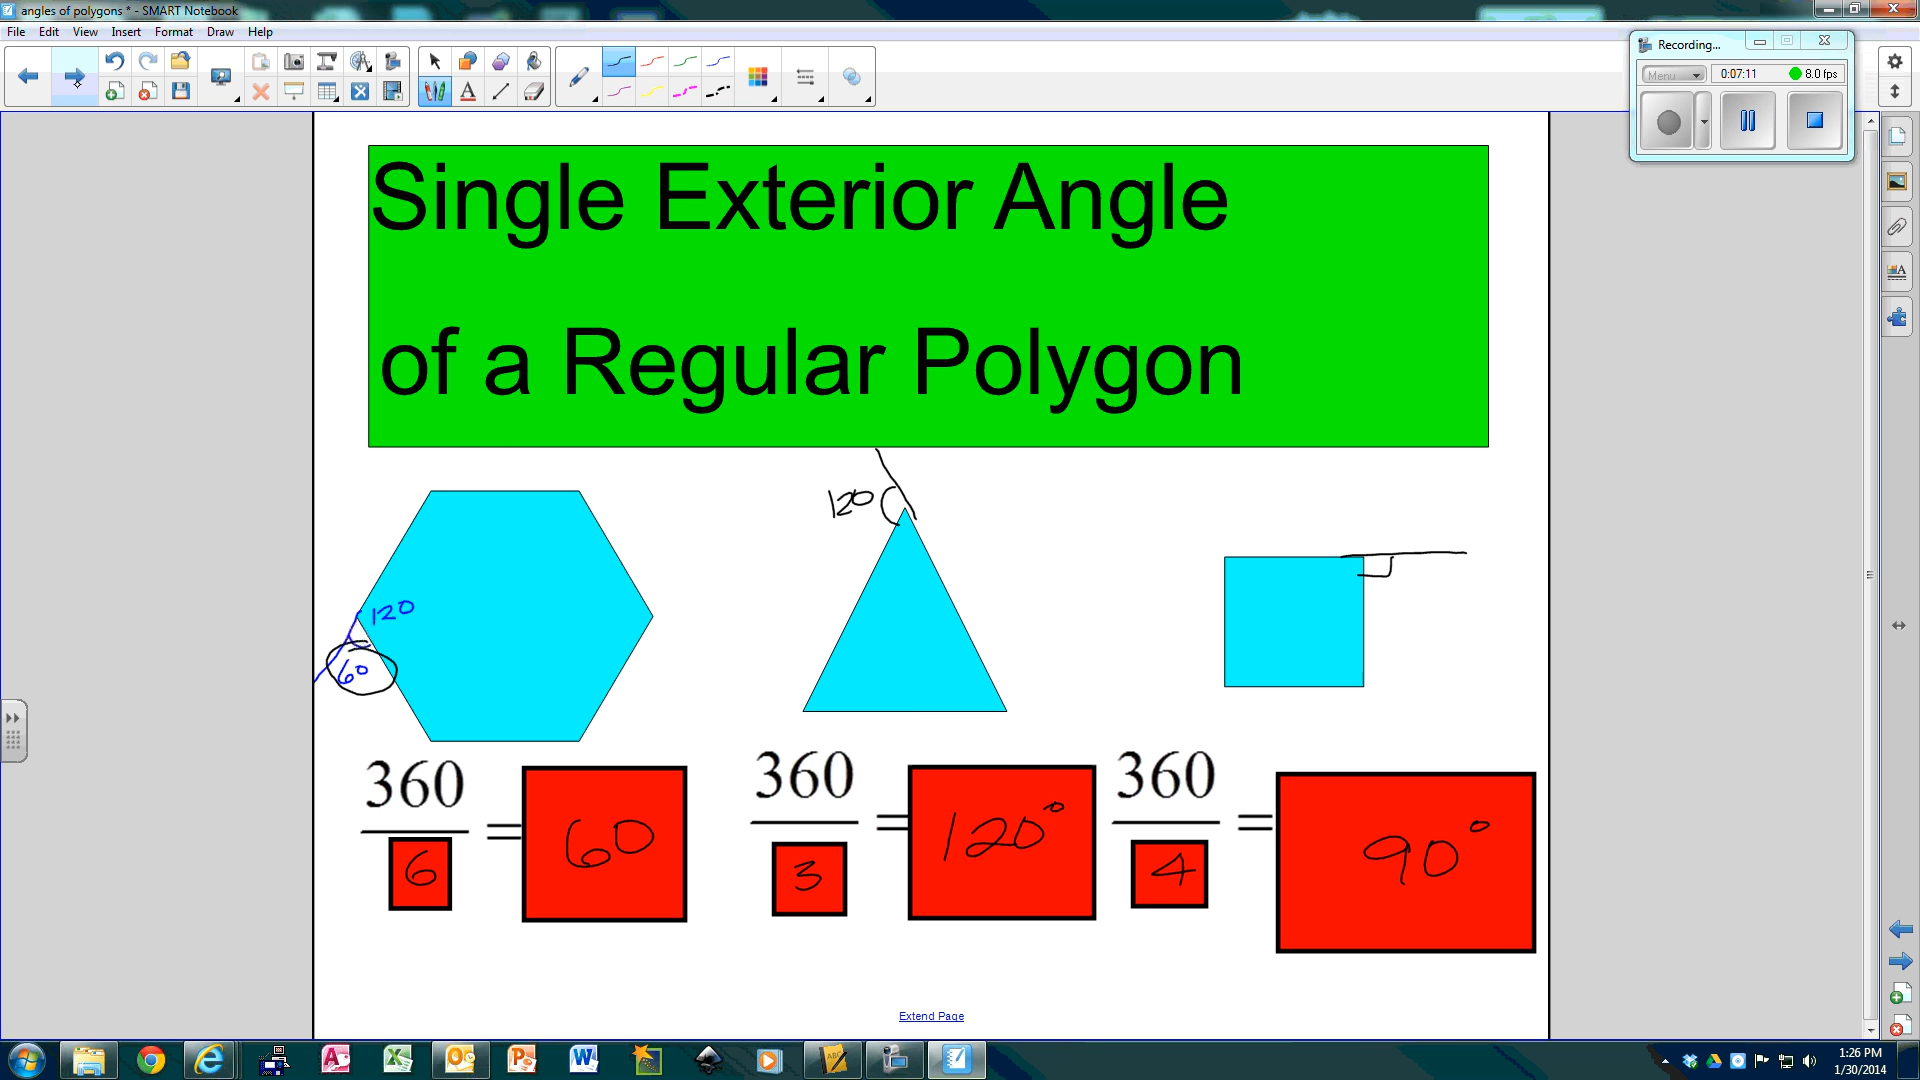 angles of polygons * - SMART Notebook
File Edit View Insert Format Draw Help
Recording...
Menu
0:07:11
8.0 fps
Single Exterior Angle
of a Regular Polygon
120
120
60
360
6
=
60
360
3
=
120°
360
4
=
90°
Extend Page
1:26 PM
1/30/2014